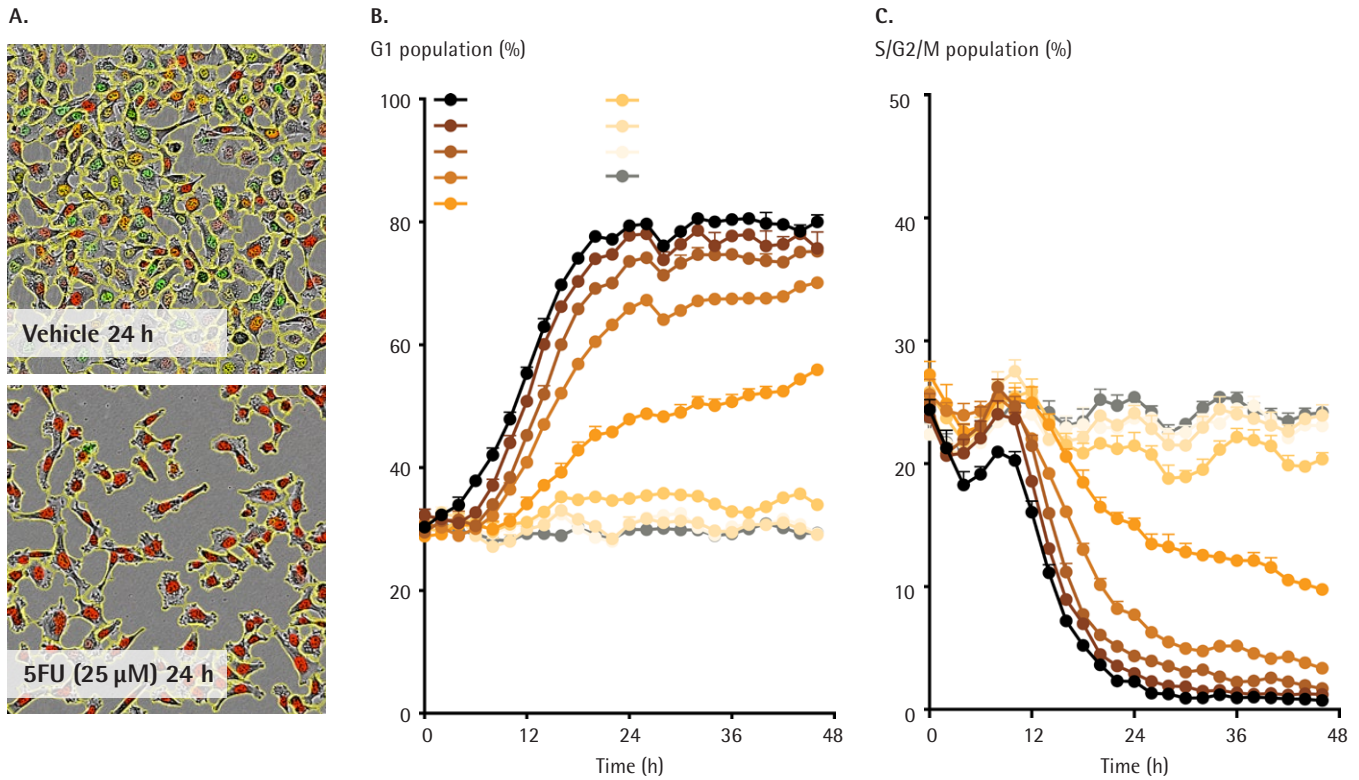 A.
Vehicle 24 h
5FU (25 µM) 24 h
B.
G1 population (%)
100
80
60
40
20
0
0 12 24 36 48
Time (h)
C.
S/G2/M population (%)
50
40
30
20
10
0
0 12 24 36 48
Time (h)